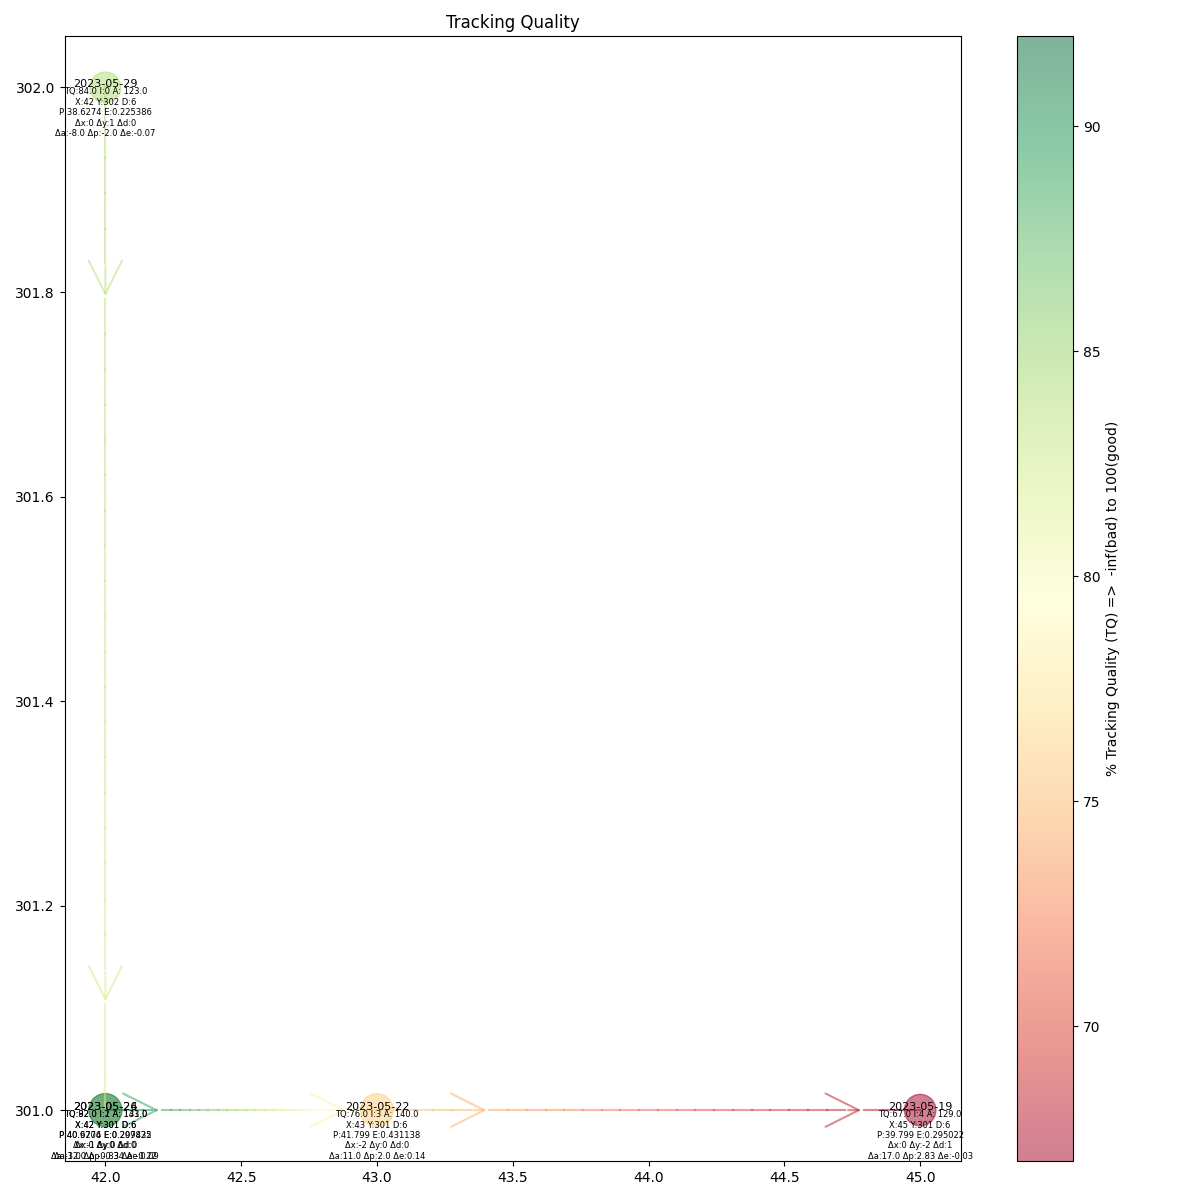 Tracking Quality
302.0
301.8
301.6
301.4
301.2
301.0
2023-05-29
TQ:84.0 I:0 A: 123.0
X:42 Y:302 D:6
P:38.6274 E:0.225386
Δx:0 Δy:1 Δd:0
Δa:-8.0 Δp:-2.0 Δe:-0.07
X:42 Y:301 D:6
2023-05-22
TQ:76.0 I:3 A: 140.0
X:43 Y:301 D:6
P:41.799 E:0.431138
Δx:-2 Δy:0 Δd:0
Δa:11.0 Δp:2.0 Δe:0.14
2023-05-19
TQ:67.0 I:4 A: 129.0
X:45 Y:301 D:6
P:39.799 E:0.295022
Δx:0 Δy:-2 Δd:1
Δa:17.0 Δp:2.83 Δe:-0.03
42.0
42.5
43.0
43.5
44.0
44.5
45.0
90
85
80
75
70
% Tracking Quality (TQ) => -inf(bad) to 100(good)